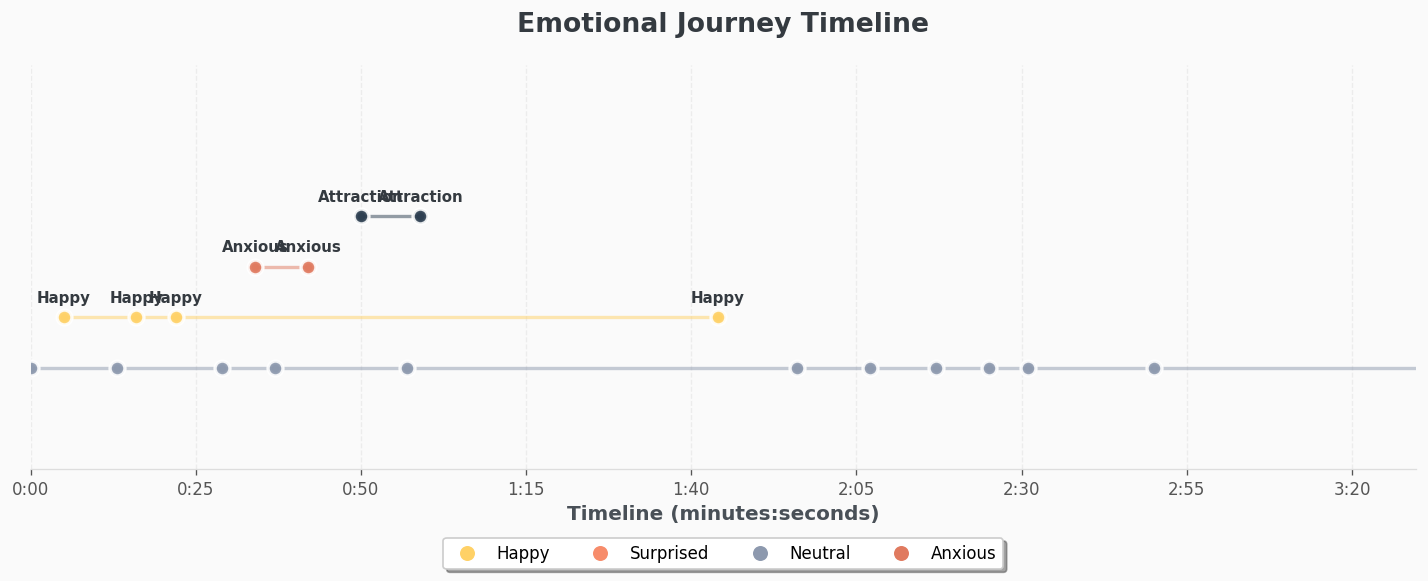 Emotional Journey Timeline
Attraction Attraction
Anxious Anxious
Happy Happy Happy Happy
0:00 0:25 0:50 1:15 1:40 2:05 2:30 2:55 3:20
Timeline (minutes:seconds)
Happy Surprised Neutral Anxious